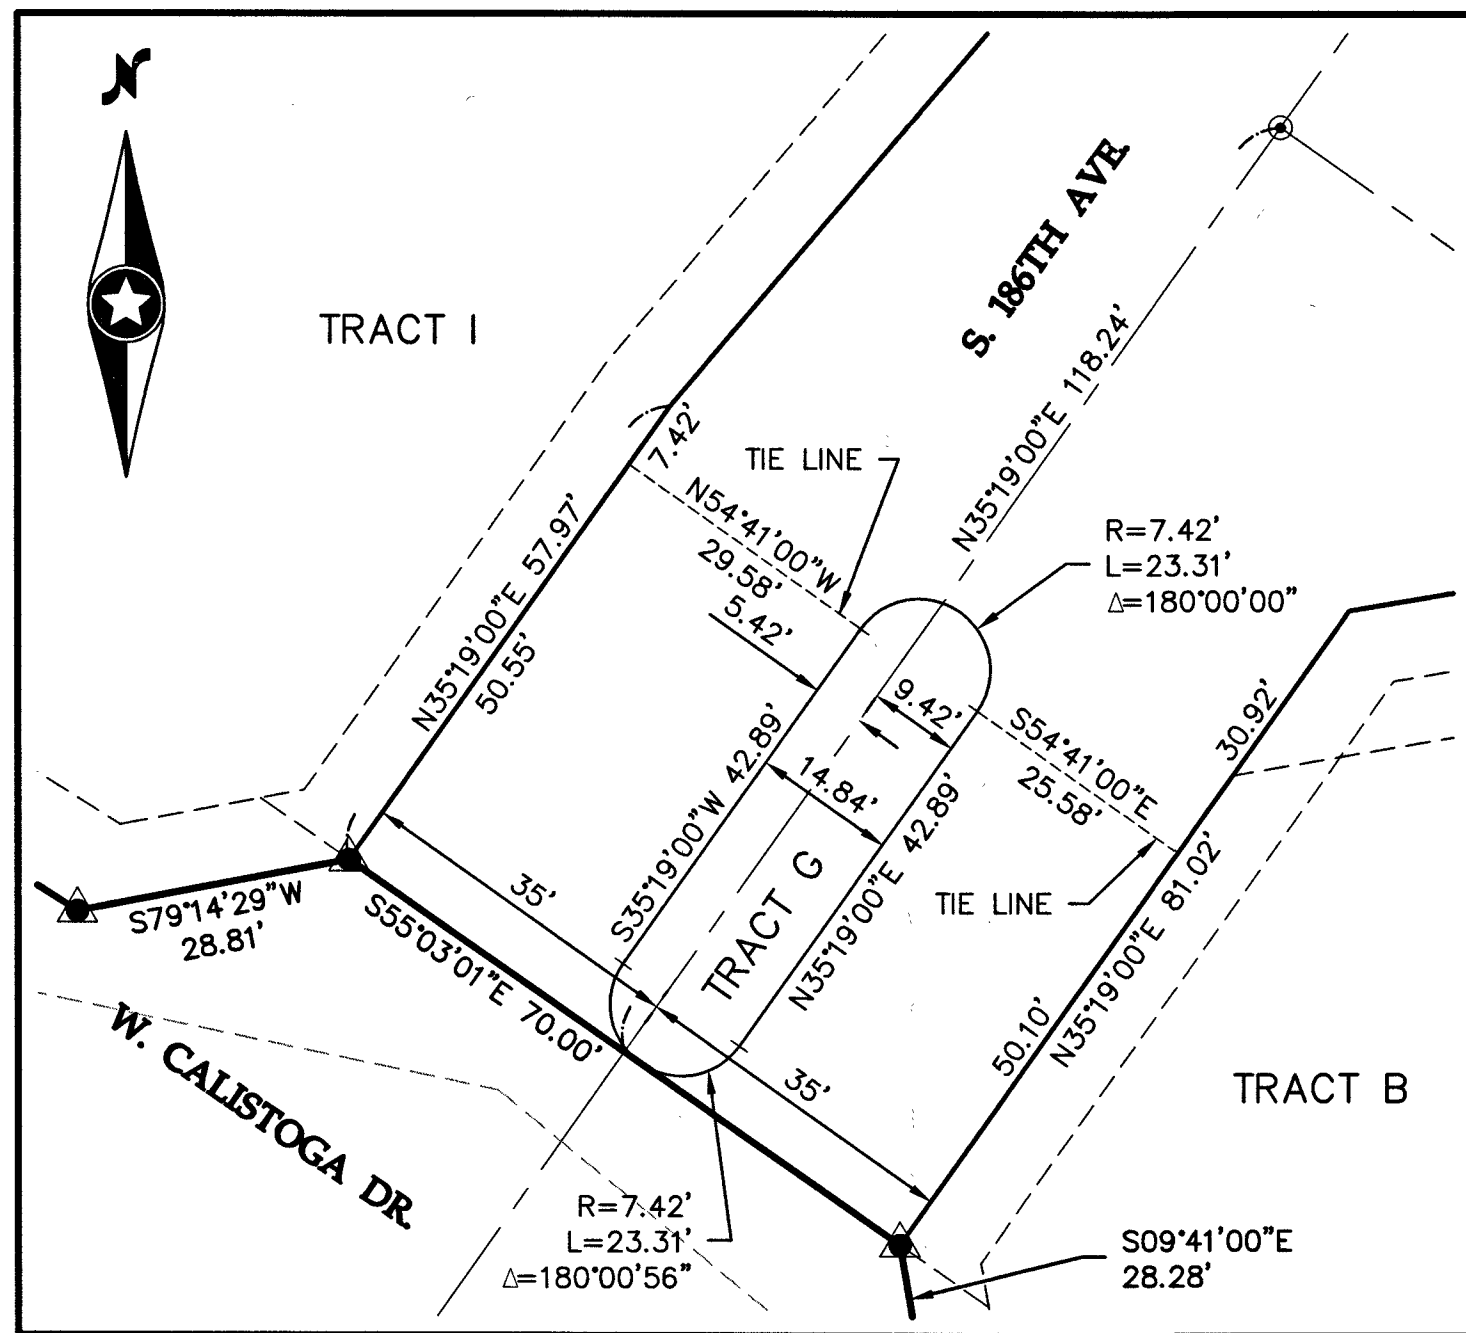 N
S. 186TH AVE.
TRACT I
N35°19'00"E 118.24'
7.42'
TIE LINE
N54°41'00"W
29.58'
5.42'
R=7.42'
L=23.31'
Δ=180°00'00"
N35°19'00"E 57.97'
50.55'
9.42'
S54°41'00"E
25.58'
30.92'
14.84'
S35°19'00"W 42.89'
N35°19'00"E 42.89'
TRACT G
TIE LINE
35'
S79°14'29"W
28.81'
S55°03'01"E 70.00'
50.10'
N35°19'00"E 81.02'
35'
TRACT B
W. CALISTOGA DR.
R=7.42'
L=23.31'
Δ=180°00'56"
S09°41'00"E
28.28'